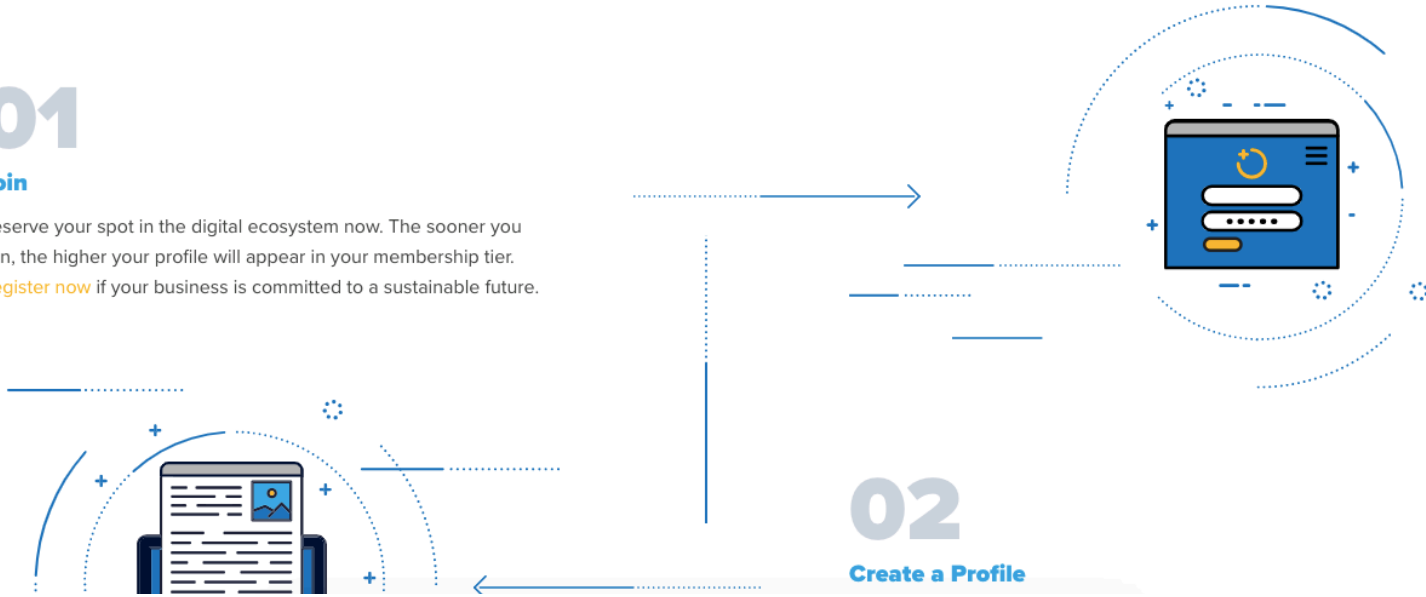 01
oin
eserve your spot in the digital ecosystem now. The sooner you
n, the higher your profile will appear in your membership tier.
egister now if your business is committed to a sustainable future.
02
Create a Profile